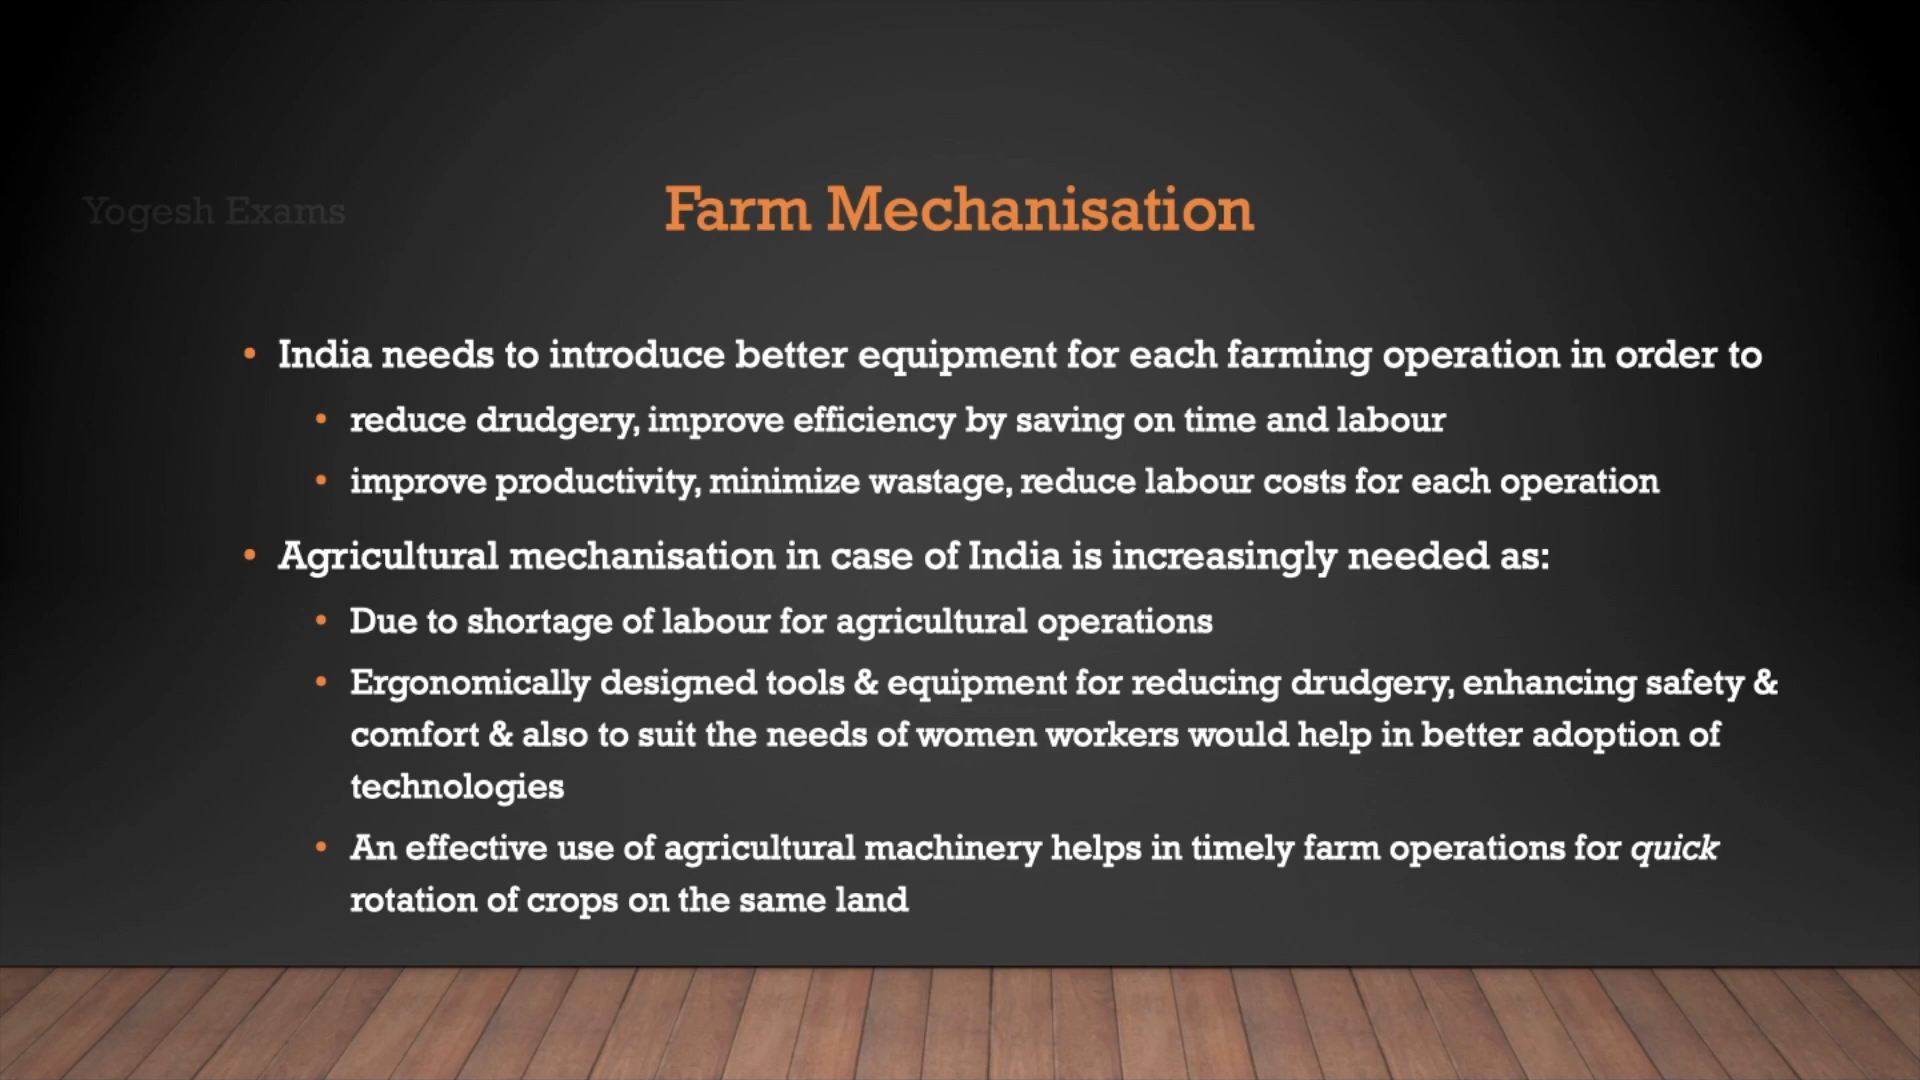 Yogesh Exams
Farm Mechanisation
• India needs to introduce better equipment for each farming operation in order to
• reduce drudgery, improve efficiency by saving on time and labour
• improve productivity, minimize wastage, reduce labour costs for each operation
• Agricultural mechanisation in case of India is increasingly needed as:
• Due to shortage of labour for agricultural operations
• Ergonomically designed tools & equipment for reducing drudgery, enhancing safety &
comfort & also to suit the needs of women workers would help in better adoption of
technologies
• An effective use of agricultural machinery helps in timely farm operations for quick
rotation of crops on the same land